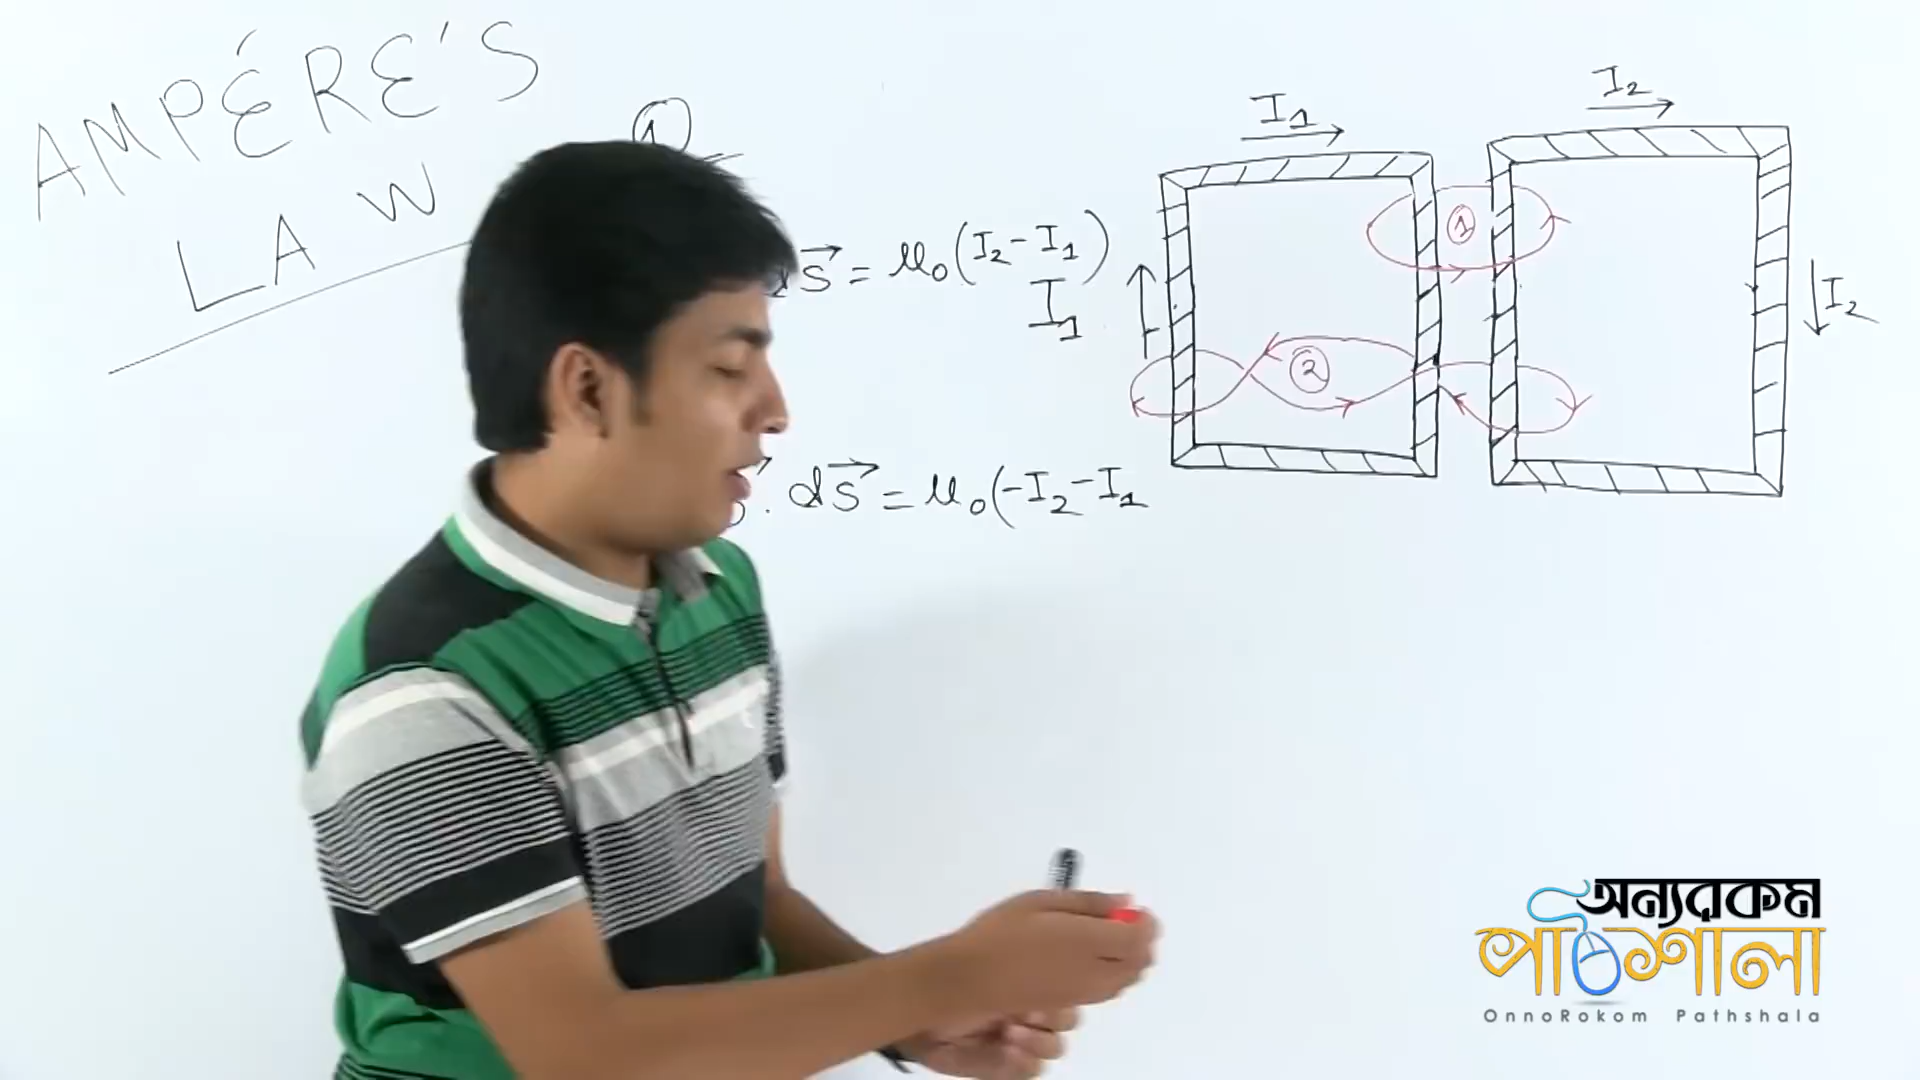 AMPÉRE'S
LAW
1
dS⃗ = μ₀(I₂-I₁)
I₁
. dS⃗ = μ₀(-I₂-I₁
I₁
I₂
1
I₂
2
অন্যরকম
পাঠশালা
OnnoRokom Pathshala